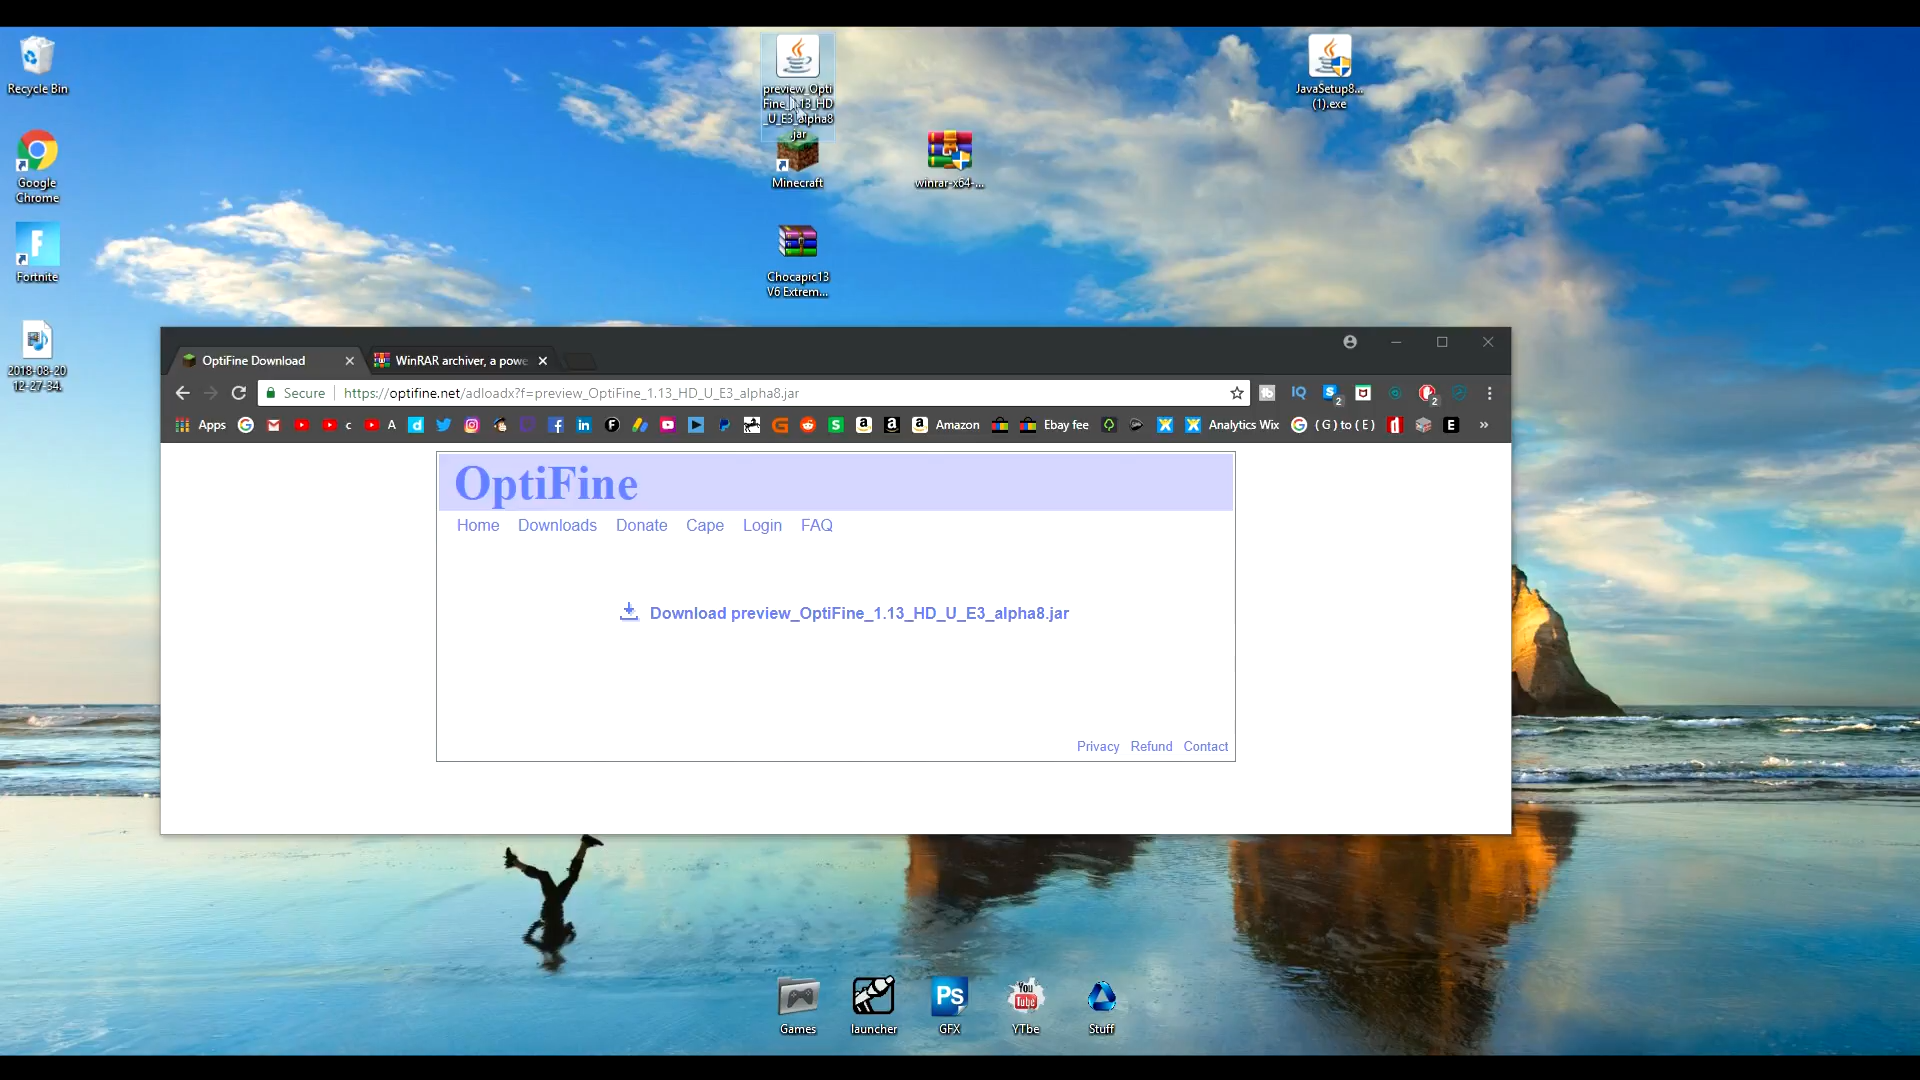 Recycle Bin
Google
Chrome
Fortnite
2018-08-20
12-27-34.
preview_Opti
Fine_1.13_HD
_U_E3_alpha8
.jar
Minecraft
winrar-x64-...
Chocapic13
V6 Extrem...
JavaSetup8...
(1).exe
OptiFine Download
WinRAR archiver, a powe
Secure
https://optifine.net/adloadx?f=preview_OptiFine_1.13_HD_U_E3_alpha8.jar
Apps
c
A
Amazon
Ebay fee
Analytics Wix
( G ) to ( E )
OptiFine
Home Downloads Donate Cape Login FAQ
Download preview_OptiFine_1.13_HD_U_E3_alpha8.jar
Privacy Refund Contact
Games
launcher
Ps
GFX
You
Tube
YTbe
Stuff